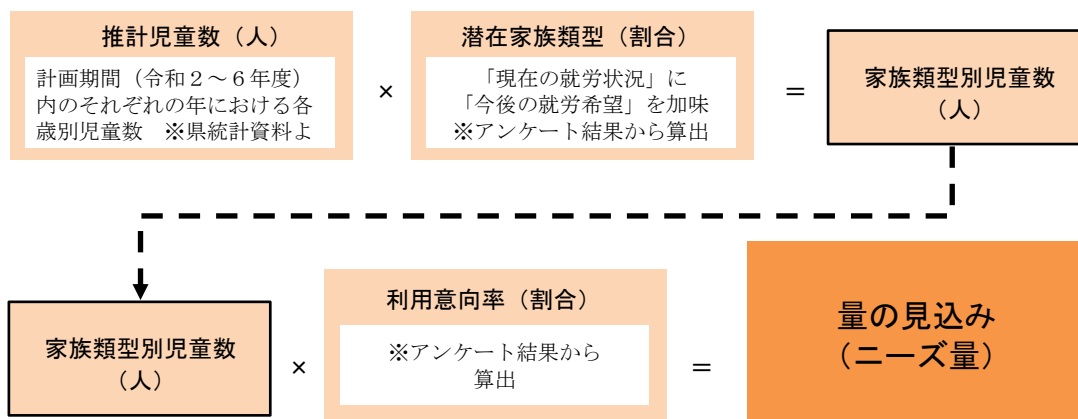 推計児童数（人）
計画期間（令和２～６年度）
内のそれぞれの年における各
歳別児童数　※県統計資料よ
×
潜在家族類型（割合）
「現在の就労状況」に
「今後の就労希望」を加味
※アンケート結果から算出
＝
家族類型別児童数
（人）
家族類型別児童数
（人）
×
利用意向率（割合）
※アンケート結果から
算出
＝
量の見込み
（ニーズ量）